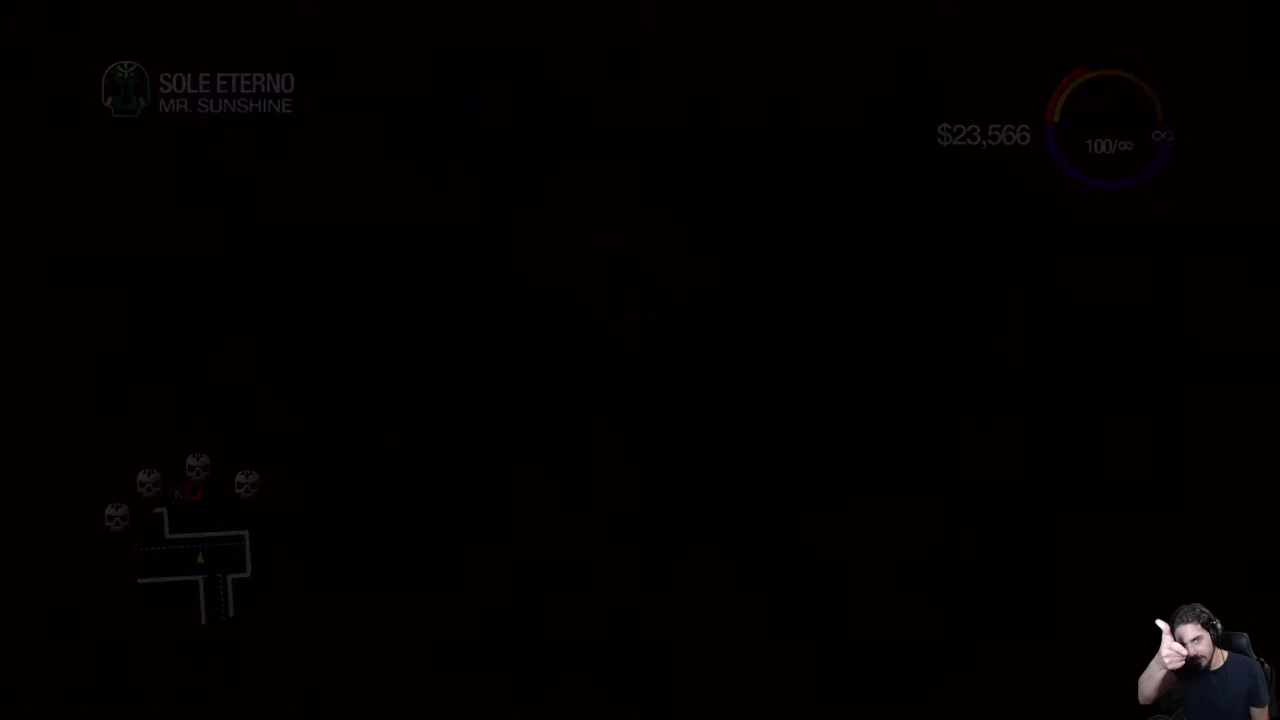 SOLE ETERNO
MR. SUNSHINE
$23,566
100/∞
∞